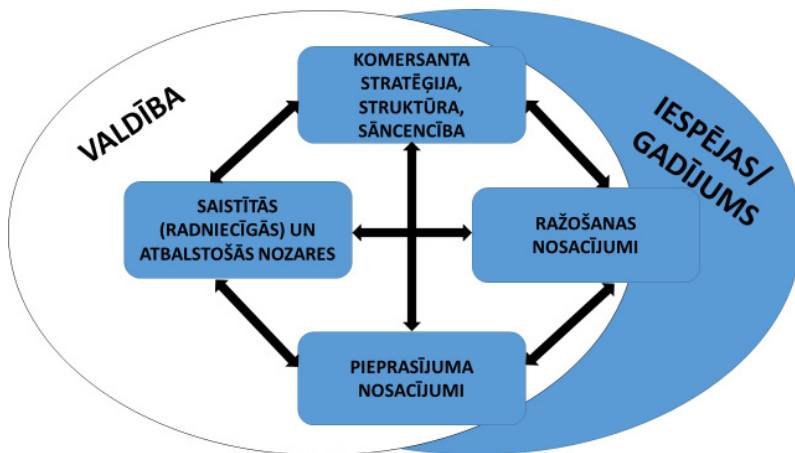 KOMERSANTA
STRATĒĢIJA,
STRUKTŪRA,
SĀNCENCĪBA
VALDĪBA
IESPĒJAS/
GADĪJUMS
SAISTĪTĀS
(RADNIECĪGĀS) UN
ATBALSTOŠĀS NOZARES
RAŽOŠANAS
NOSACĪJUMI
PIEPRASĪJUMA
NOSACĪJUMI